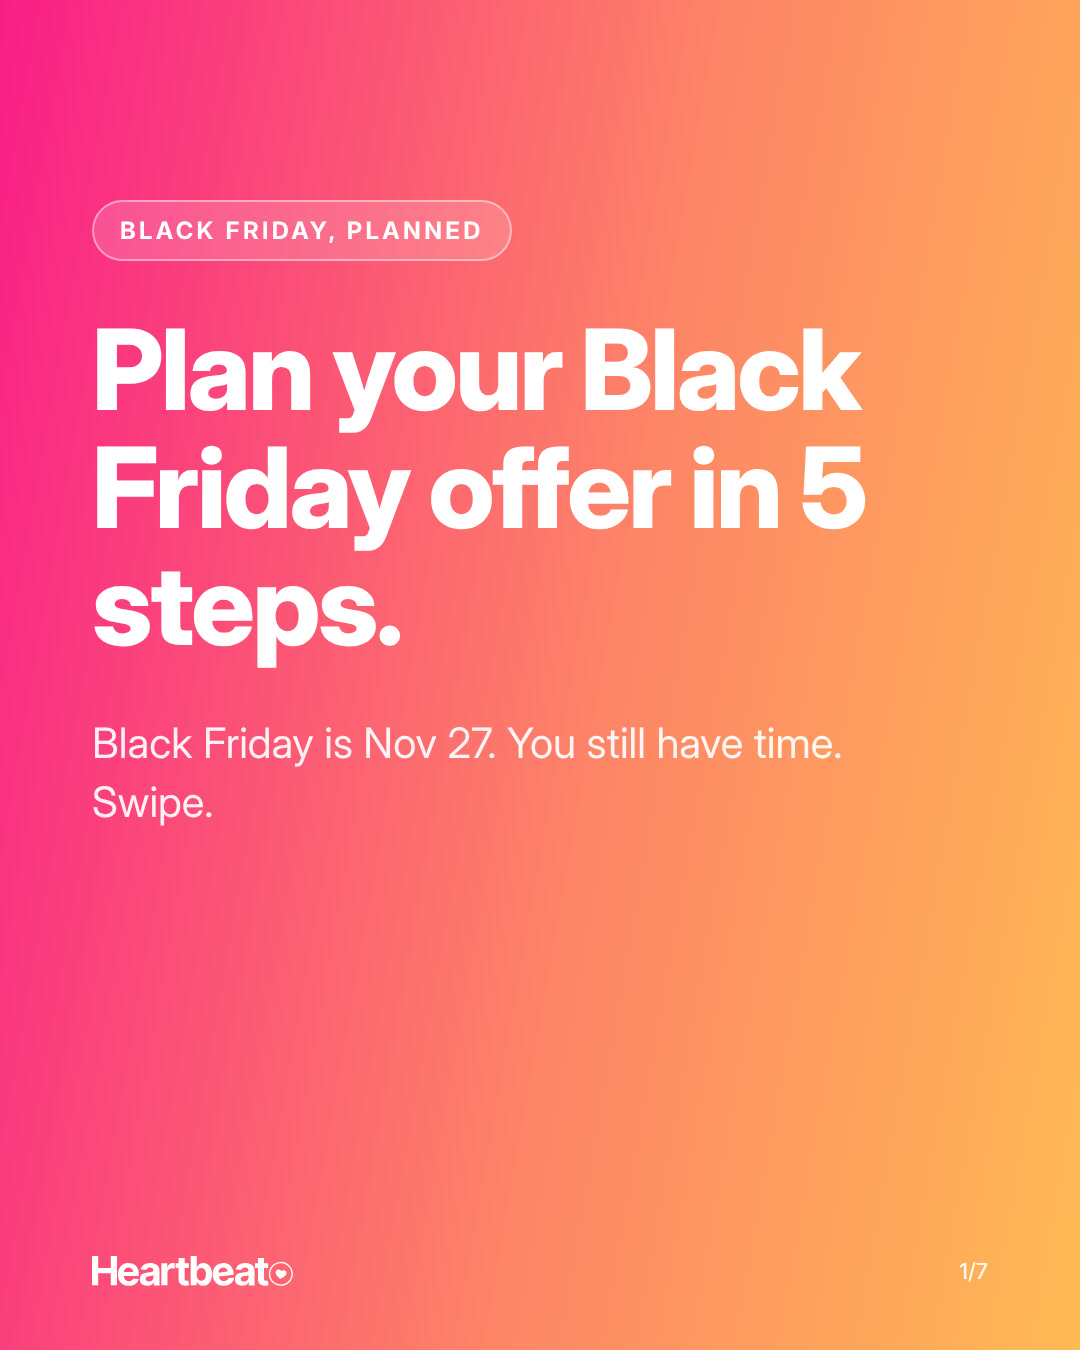 BLACK FRIDAY, PLANNED
Plan your Black
Friday offer in 5
steps.
Black Friday is Nov 27. You still have time.
Swipe.
Heartbeat
1/7